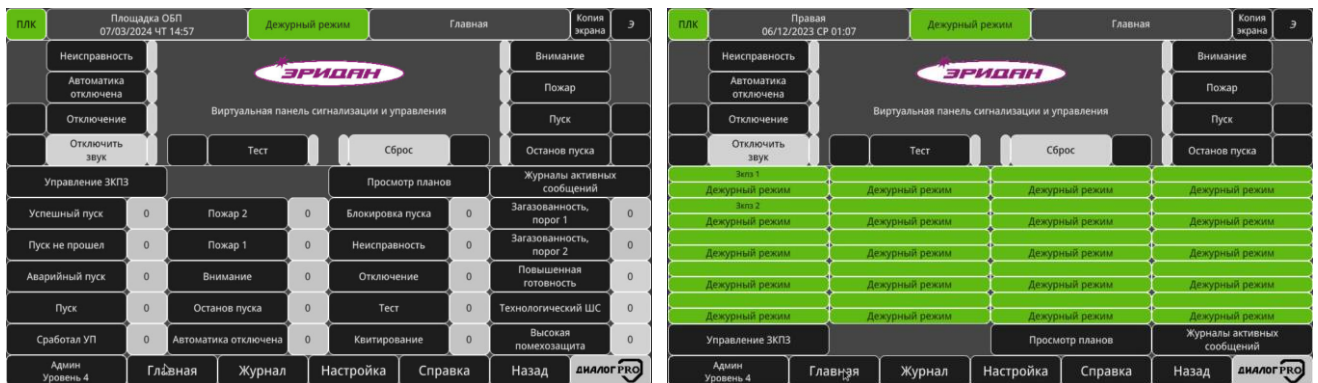 ПЛК
Площадка ОБП
07/03/2024 ЧТ 14:57
Дежурный режим
Главная
Копия
экрана
Э
Неисправность
Внимание
Автоматика
отключена
ЭРИДАН
Пожар
Отключение
Виртуальная панель сигнализации и управления
Пуск
Отключить
звук
Тест
Сброс
Останов пуска
Управление ЗКПЗ
Просмотр планов
Журналы активных
сообщений
Успешный пуск 0 Пожар 2 0 Блокировка пуска 0 Загазованность,
порог 1 0
Пуск не прошел 0 Пожар 1 0 Неисправность 0 Загазованность,
порог 2 0
Аварийный пуск 0 Внимание 0 Отключение 0 Повышенная
готовность 0
Пуск 0 Останов пуска 0 Тест 0 Технологический ШС 0
Сработал УП 0 Автоматика отключена 0 Квитирование 0 Высокая
помехозащита 0
Админ
Уровень 4
Главная Журнал Настройка Справка Назад ДИАЛОГ PRO
ПЛК
Правая
06/12/2023 СР 01:07
Дежурный режим
Главная
Копия
экрана
Э
Неисправность
Внимание
Автоматика
отключена
ЭРИДАН
Пожар
Отключение
Виртуальная панель сигнализации и управления
Пуск
Отключить
звук
Тест
Сброс
Останов пуска
Зкпз 1
Дежурный режим Дежурный режим Дежурный режим Дежурный режим
Зкпз 2
Дежурный режим Дежурный режим Дежурный режим Дежурный режим
Дежурный режим Дежурный режим Дежурный режим Дежурный режим
Дежурный режим Дежурный режим Дежурный режим Дежурный режим
Дежурный режим Дежурный режим Дежурный режим Дежурный режим
Управление ЗКПЗ
Просмотр планов
Журналы активных
сообщений
Админ
Уровень 4
Главная Журнал Настройка Справка Назад ДИАЛОГ PRO